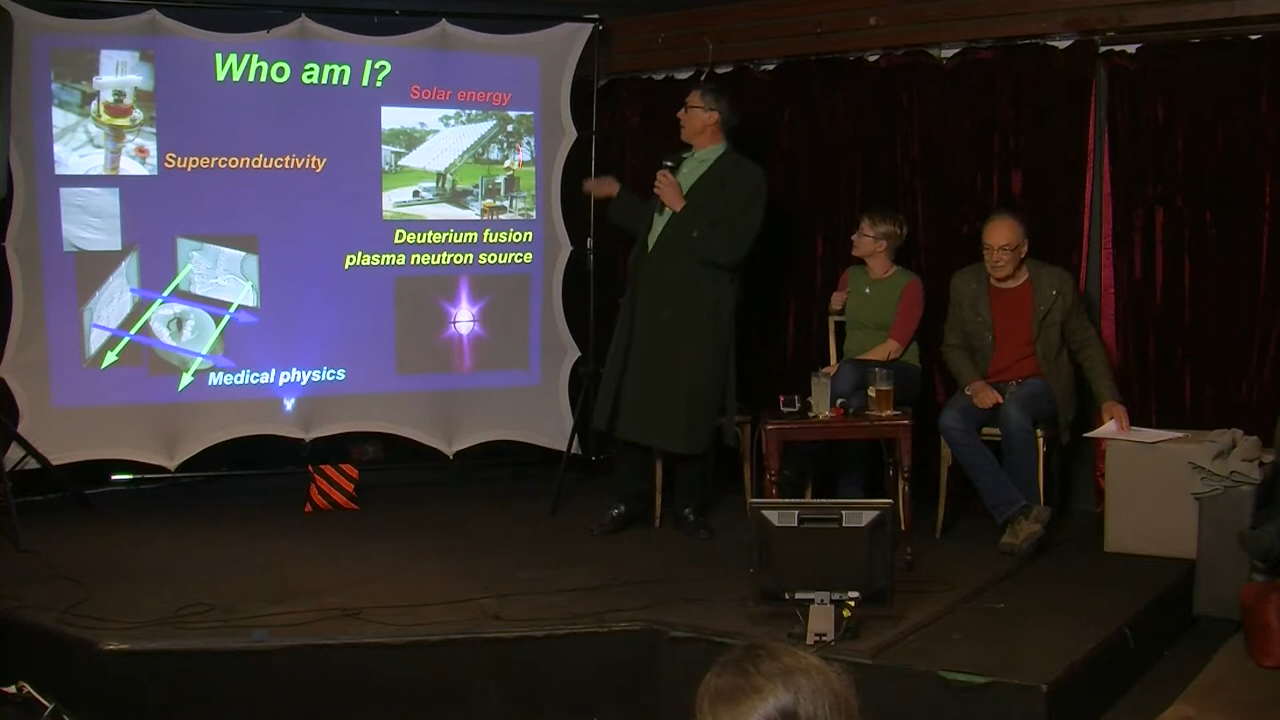 Who am I?
Solar energy
Superconductivity
Deuterium fusion
plasma neutron source
Medical physics